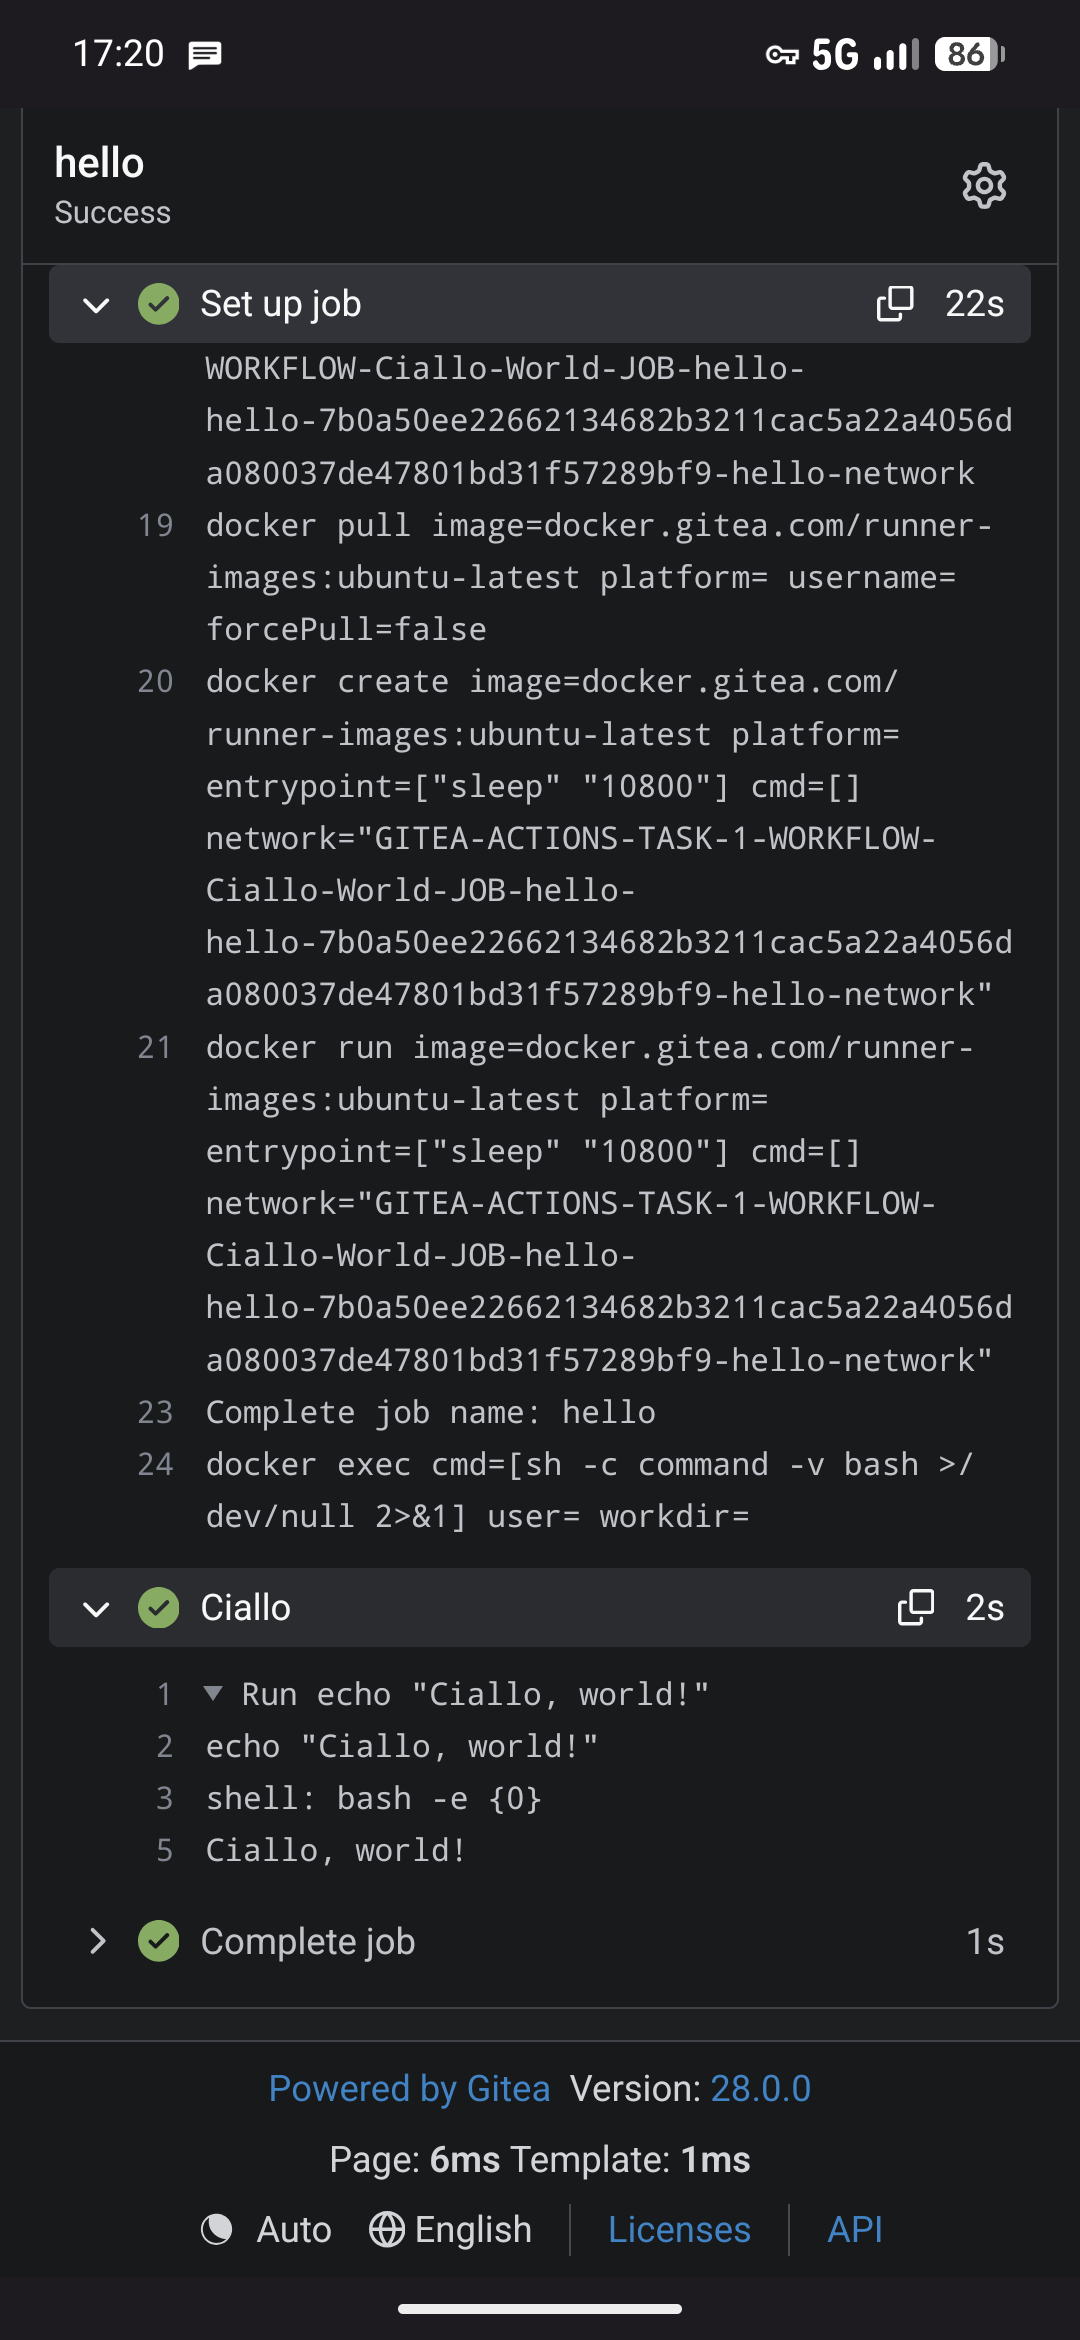 17:20 5G 86
hello
Success
Set up job 22s
WORKFLOW-Ciallo-World-JOB-hello-
hello-7b0a50ee22662134682b3211cac5a22a4056d
a080037de47801bd31f57289bf9-hello-network
19 docker pull image=docker.gitea.com/runner-
images:ubuntu-latest platform= username=
forcePull=false
20 docker create image=docker.gitea.com/
runner-images:ubuntu-latest platform=
entrypoint=["sleep" "10800"] cmd=[]
network="GITEA-ACTIONS-TASK-1-WORKFLOW-
Ciallo-World-JOB-hello-
hello-7b0a50ee22662134682b3211cac5a22a4056d
a080037de47801bd31f57289bf9-hello-network"
21 docker run image=docker.gitea.com/runner-
images:ubuntu-latest platform=
entrypoint=["sleep" "10800"] cmd=[]
network="GITEA-ACTIONS-TASK-1-WORKFLOW-
Ciallo-World-JOB-hello-
hello-7b0a50ee22662134682b3211cac5a22a4056d
a080037de47801bd31f57289bf9-hello-network"
23 Complete job name: hello
24 docker exec cmd=[sh -c command -v bash >/
dev/null 2>&1] user= workdir=
Ciallo 2s
1 ▼ Run echo "Ciallo, world!"
2 echo "Ciallo, world!"
3 shell: bash -e {0}
5 Ciallo, world!
Complete job 1s
Powered by Gitea Version: 28.0.0
Page: 6ms Template: 1ms
Auto English Licenses API